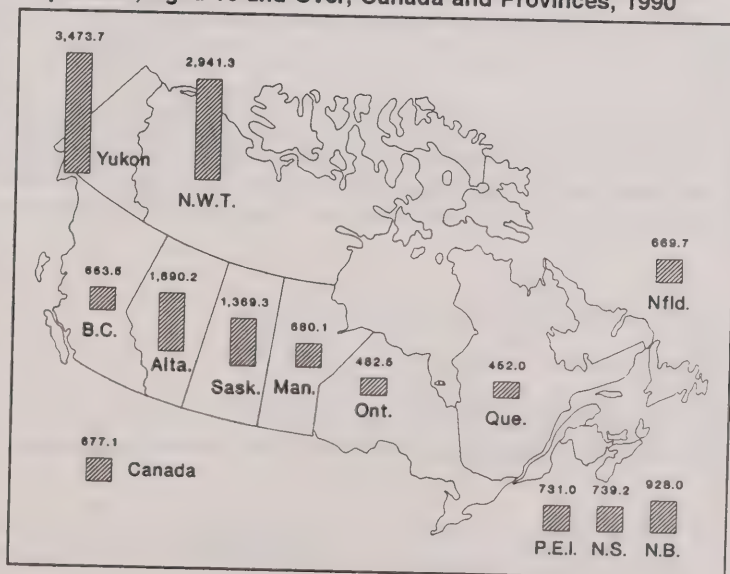 and Over, Canada and Provinces, 1990
3,473.7
2,941.3
Yukon
N.W.T.
669.7
Nfld.
663.6
B.C.
1,690.2
Alta.
1,369.3
Sask.
680.1
Man.
482.5
Ont.
452.0
Que.
677.1
Canada
731.0
739.2
928.0
P.E.I.
N.S.
N.B.